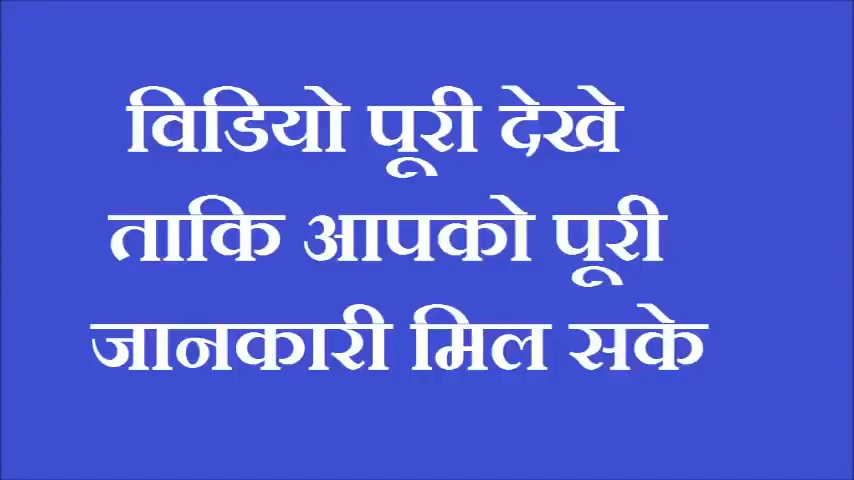 विडियो पूरी देखे
ताकि आपको पूरी
जानकारी मिल सके